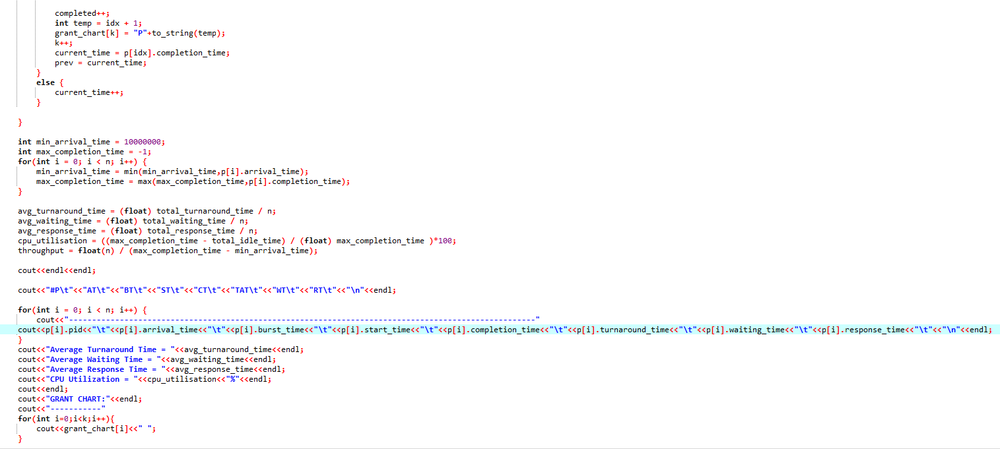 completed++;
int temp = idx + 1;
grant_chart[k] = "P"+to_string(temp);
k++;
current_time = p[idx].completion_time;
prev = current_time;
}
else {
current_time++;
}
}
int min_arrival_time = 10000000;
int max_completion_time = -1;
for(int i = 0; i < n; i++) {
min_arrival_time = min(min_arrival_time,p[i].arrival_time);
max_completion_time = max(max_completion_time,p[i].completion_time);
}
avg_turnaround_time = (float) total_turnaround_time / n;
avg_waiting_time = (float) total_waiting_time / n;
avg_response_time = (float) total_response_time / n;
cpu_utilisation = ((max_completion_time - total_idle_time) / (float) max_completion_time )*100;
throughput = float(n) / (max_completion_time - min_arrival_time);
cout<<endl<<endl;
cout<<"#P\t"<<"AT\t"<<"BT\t"<<"ST\t"<<"CT\t"<<"TAT\t"<<"WT\t"<<"RT\t"<<"\n"<<endl;
for(int i = 0; i < n; i++) {
cout<<"-----------------------------------------------------------------------------------------------------"
cout<<p[i].pid<<"\t"<<p[i].arrival_time<<"\t"<<p[i].burst_time<<"\t"<<p[i].start_time<<"\t"<<p[i].completion_time<<"\t"<<p[i].turnaround_time<<"\t"<<p[i].waiting_time<<"\t"<<p[i].response_time<<"\t"<<"\n"<<endl;
}
cout<<"Average Turnaround Time = "<<avg_turnaround_time<<endl;
cout<<"Average Waiting Time = "<<avg_waiting_time<<endl;
cout<<"Average Response Time = "<<avg_response_time<<endl;
cout<<"CPU Utilization = "<<cpu_utilisation<<"%"<<endl;
cout<<endl;
cout<<"GRANT CHART:"<<endl;
cout<<"-----------"
for(int i=0;i<k;i++){
cout<<grant_chart[i]<<" ";
}